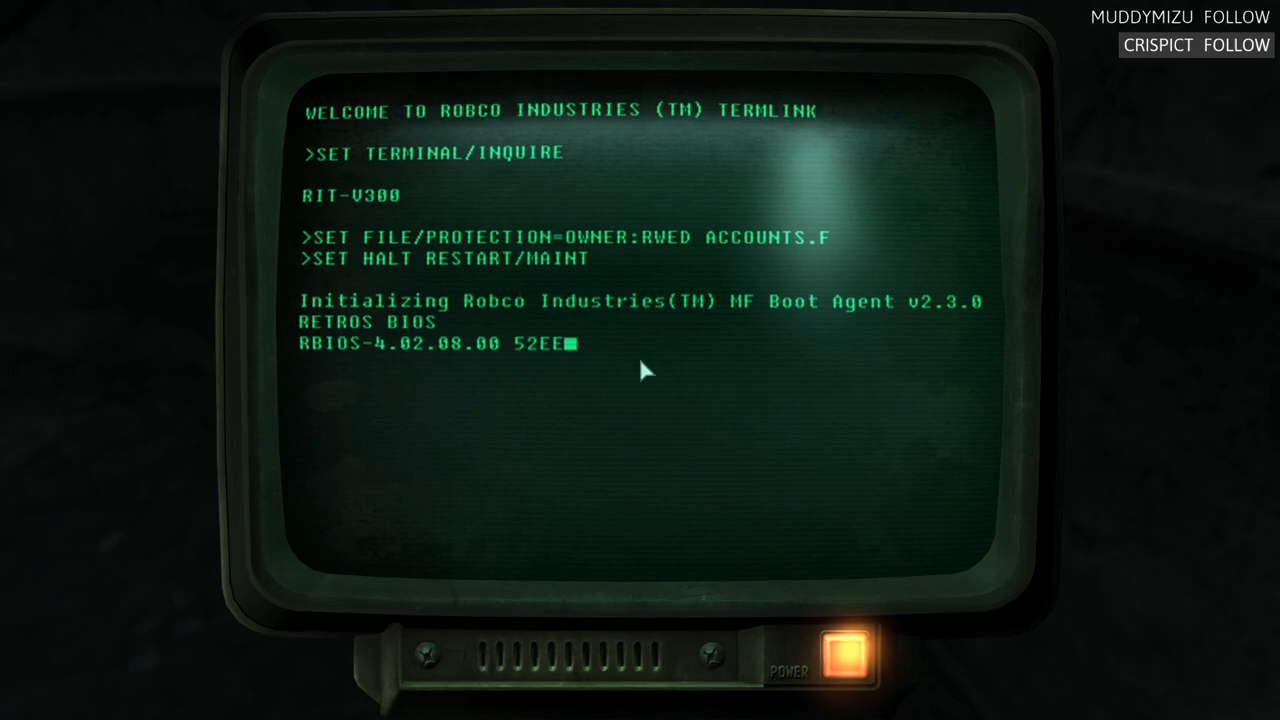 MUDDYMIZU FOLLOW
CRISPICT FOLLOW
WELCOME TO ROBCO INDUSTRIES (TM) TERMLINK
>SET TERMINAL/INQUIRE
RIT-V300
>SET FILE/PROTECTION=OWNER:RWED ACCOUNTS.F
>SET HALT RESTART/MAINT
Initializing Robco Industries(TM) MF Boot Agent v2.3.0
RETROS BIOS
RBIOS-4.02.08.00 52EE
POWER